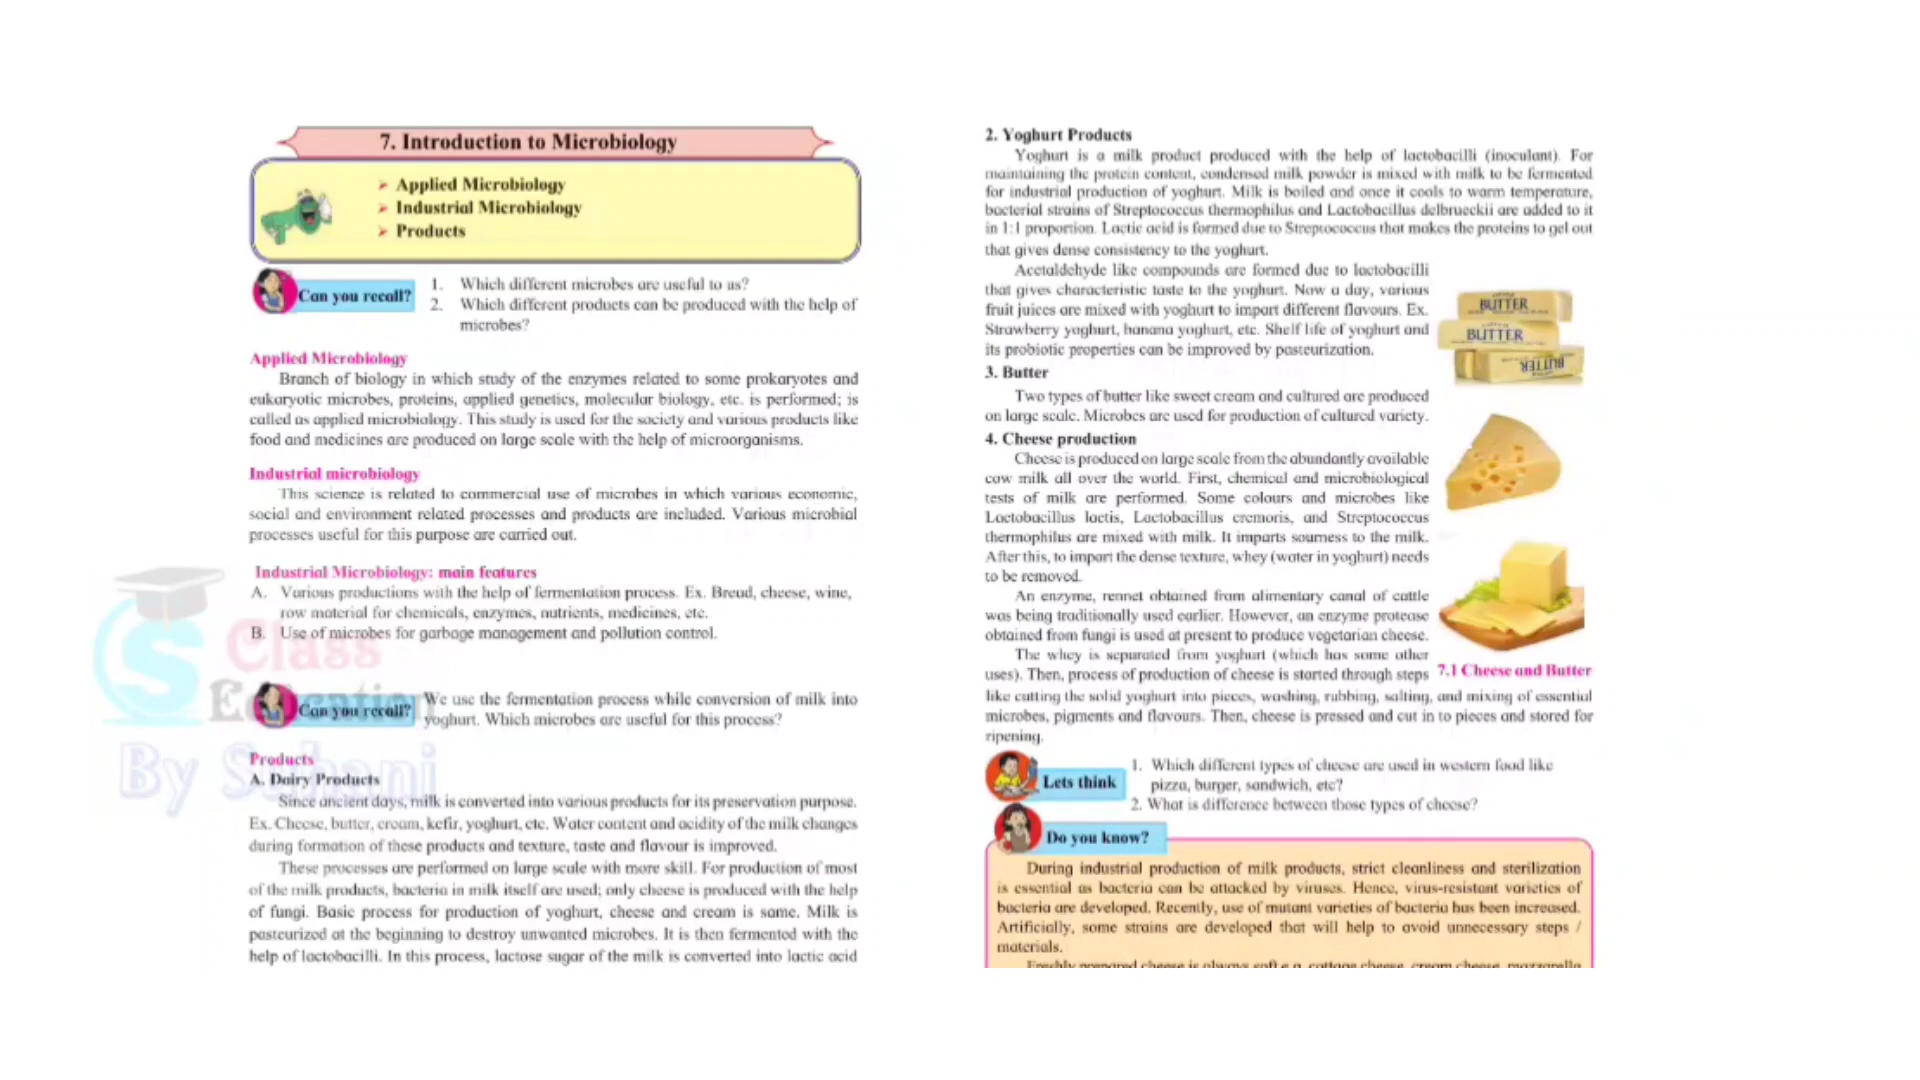 7. Introduction to Microbiology
➢ Applied Microbiology
➢ Industrial Microbiology
➢ Products
Can you recall?
1. Which different microbes are useful to us?
2. Which different products can be produced with the help of
microbes?
Applied Microbiology
Branch of biology in which study of the enzymes related to some prokaryotes and
eukaryotic microbes, proteins, applied genetics, molecular biology, etc. is performed; is
called as applied microbiology. This study is used for the society and various products like
food and medicines are produced on large scale with the help of microorganisms.
Industrial microbiology
This science is related to commercial use of microbes in which various economic,
social and environment related processes and products are included. Various microbial
processes useful for this purpose are carried out.
Industrial Microbiology: main features
A. Various productions with the help of fermentation process. Ex. Bread, cheese, wine,
row material for chemicals, enzymes, nutrients, medicines, etc.
B. Use of microbes for garbage management and pollution control.
Class
Education
By Suhani
Can you recall?
We use the fermentation process while conversion of milk into
yoghurt. Which microbes are useful for this process?
Products
A. Dairy Products
Since ancient days, milk is converted into various products for its preservation purpose.
Ex. Cheese, butter, cream, kefir, yoghurt, etc. Water content and acidity of the milk changes
during formation of these products and texture, taste and flavour is improved.
These processes are performed on large scale with more skill. For production of most
of the milk products, bacteria in milk itself are used; only cheese is produced with the help
of fungi. Basic process for production of yoghurt, cheese and cream is same. Milk is
pasteurized at the beginning to destroy unwanted microbes. It is then fermented with the
help of lactobacilli. In this process, lactose sugar of the milk is converted into lactic acid
2. Yoghurt Products
Yoghurt is a milk product produced with the help of lactobacilli (inoculant). For
maintaining the protein content, condensed milk powder is mixed with milk to be fermented
for industrial production of yoghurt. Milk is boiled and once it cools to warm temperature,
bacterial strains of Streptococcus thermophilus and Lactobacillus delbrueckii are added to it
in 1:1 proportion. Lactic acid is formed due to Streptococcus that makes the proteins to gel out
that gives dense consistency to the yoghurt.
Acetaldehyde like compounds are formed due to lactobacilli
that gives characteristic taste to the yoghurt. Now a day, various
fruit juices are mixed with yoghurt to impart different flavours. Ex.
Strawberry yoghurt, banana yoghurt, etc. Shelf life of yoghurt and
its probiotic properties can be improved by pasteurization.
BUTTER
BUTTER
BUTTER
3. Butter
Two types of butter like sweet cream and cultured are produced
on large scale. Microbes are used for production of cultured variety.
4. Cheese production
Cheese is produced on large scale from the abundantly available
cow milk all over the world. First, chemical and microbiological
tests of milk are performed. Some colours and microbes like
Lactobacillus lactis, Lactobacillus cremoris, and Streptococcus
thermophilus are mixed with milk. It imparts sourness to the milk.
After this, to impart the dense texture, whey (water in yoghurt) needs
to be removed.
An enzyme, rennet obtained from alimentary canal of cattle
was being traditionally used earlier. However, an enzyme protease
obtained from fungi is used at present to produce vegetarian cheese.
The whey is separated from yoghurt (which has some other
uses). Then, process of production of cheese is started through steps
7.1 Cheese and Butter
like cutting the solid yoghurt into pieces, washing, rubbing, salting, and mixing of essential
microbes, pigments and flavours. Then, cheese is pressed and cut in to pieces and stored for
ripening.
Lets think
1. Which different types of cheese are used in western food like
pizza, burger, sandwich, etc?
2. What is difference between those types of cheese?
Do you know?
During industrial production of milk products, strict cleanliness and sterilization
is essential as bacteria can be attacked by viruses. Hence, virus-resistant varieties of
bacteria are developed. Recently, use of mutant varieties of bacteria has been increased.
Artificially, some strains are developed that will help to avoid unnecessary steps /
materials.
Freshly prepared cheese is always soft e.g. cottage cheese, cream cheese, mozzarella